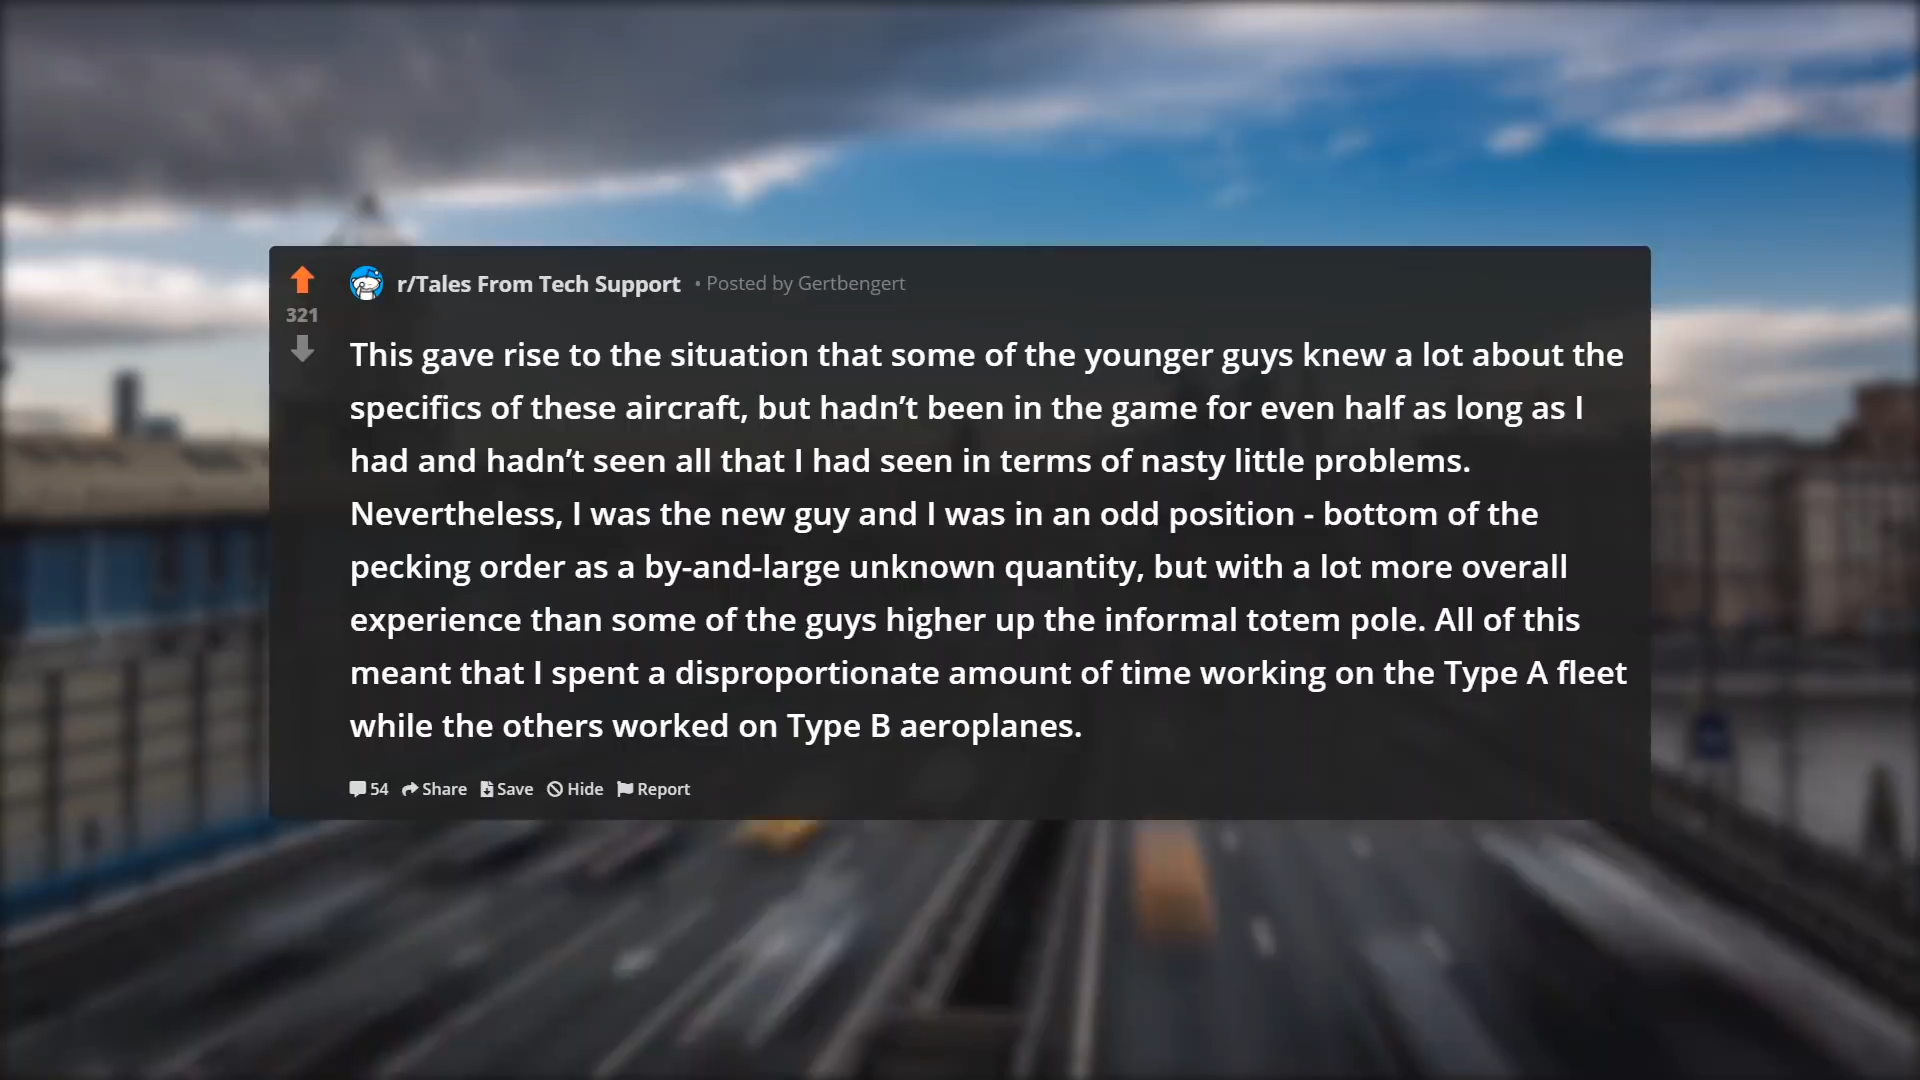 r/Tales From Tech Support • Posted by Gertbengert
321
This gave rise to the situation that some of the younger guys knew a lot about the
specifics of these aircraft, but hadn’t been in the game for even half as long as I
had and hadn’t seen all that I had seen in terms of nasty little problems.
Nevertheless, I was the new guy and I was in an odd position - bottom of the
pecking order as a by-and-large unknown quantity, but with a lot more overall
experience than some of the guys higher up the informal totem pole. All of this
meant that I spent a disproportionate amount of time working on the Type A fleet
while the others worked on Type B aeroplanes.
54 Share Save Hide Report